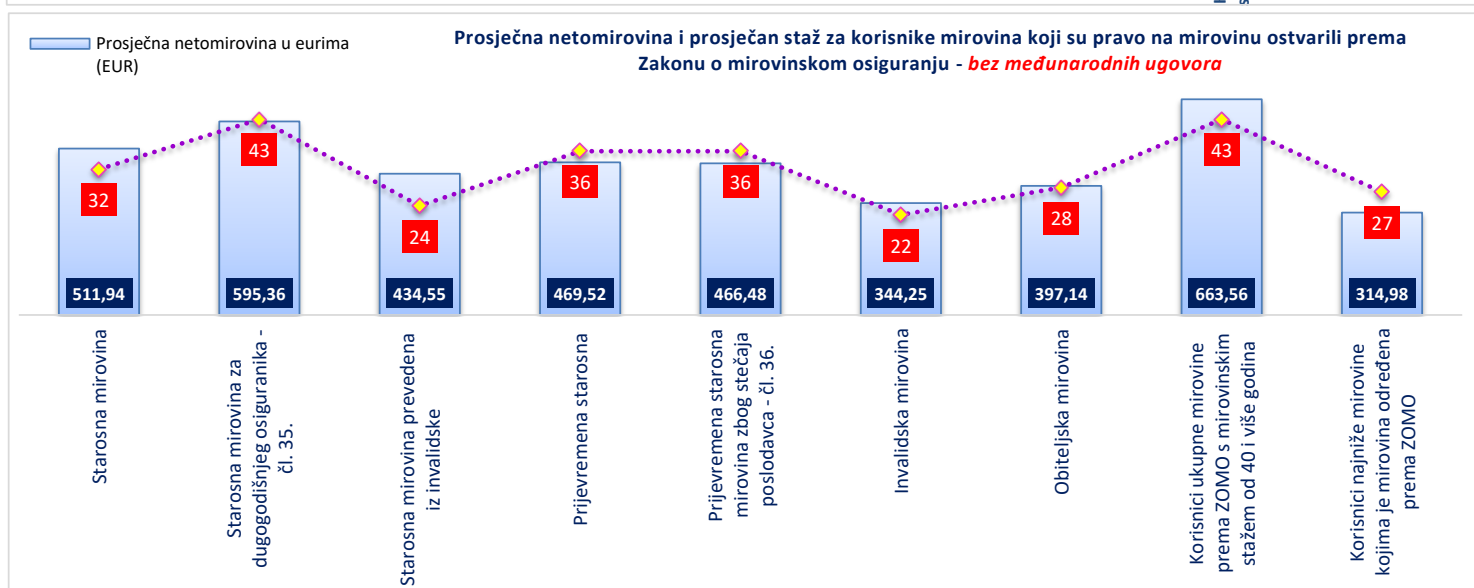 Prosječna netomirovina u eurima
(EUR)
Prosječna netomirovina i prosječan staž za korisnike mirovina koji su pravo na mirovinu ostvarili prema
Zakonu o mirovinskom osiguranju - bez međunarodnih ugovora
32
43
24
36
36
22
28
43
27
511,94
595,36
434,55
469,52
466,48
344,25
397,14
663,56
314,98
Starosna mirovina
Starosna mirovina za
dugogodišnjeg osiguranika -
čl. 35.
Starosna mirovina prevedena
iz invalidske
Prijevremena starosna
Prijevremena starosna
mirovina zbog stečaja
poslodavca - čl. 36.
Invalidska mirovina
Obiteljska mirovina
Korisnici ukupne mirovine
prema ZOMO s mirovinskim
stažem od 40 i više godina
Korisnici najniže mirovine
kojima je mirovina određena
prema ZOMO